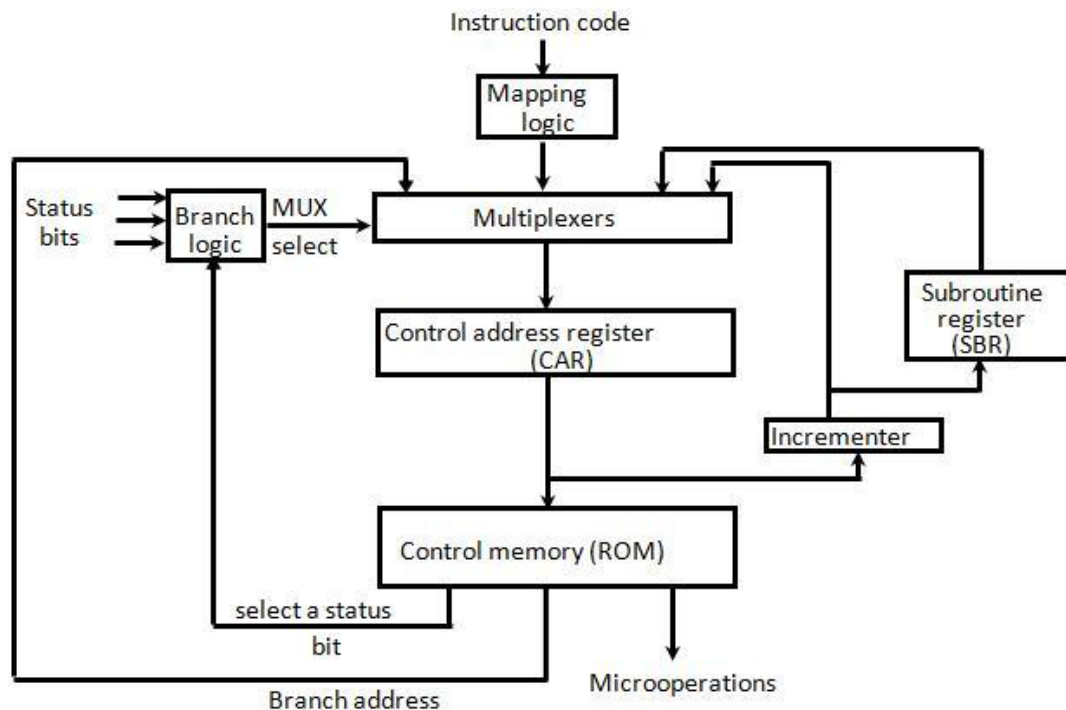 Instruction code
Mapping
logic
Status
bits
Branch
logic
MUX
select
Multiplexers
Subroutine
register
(SBR)
Control address register
(CAR)
Incrementer
Control memory (ROM)
select a status
bit
Microoperations
Branch address